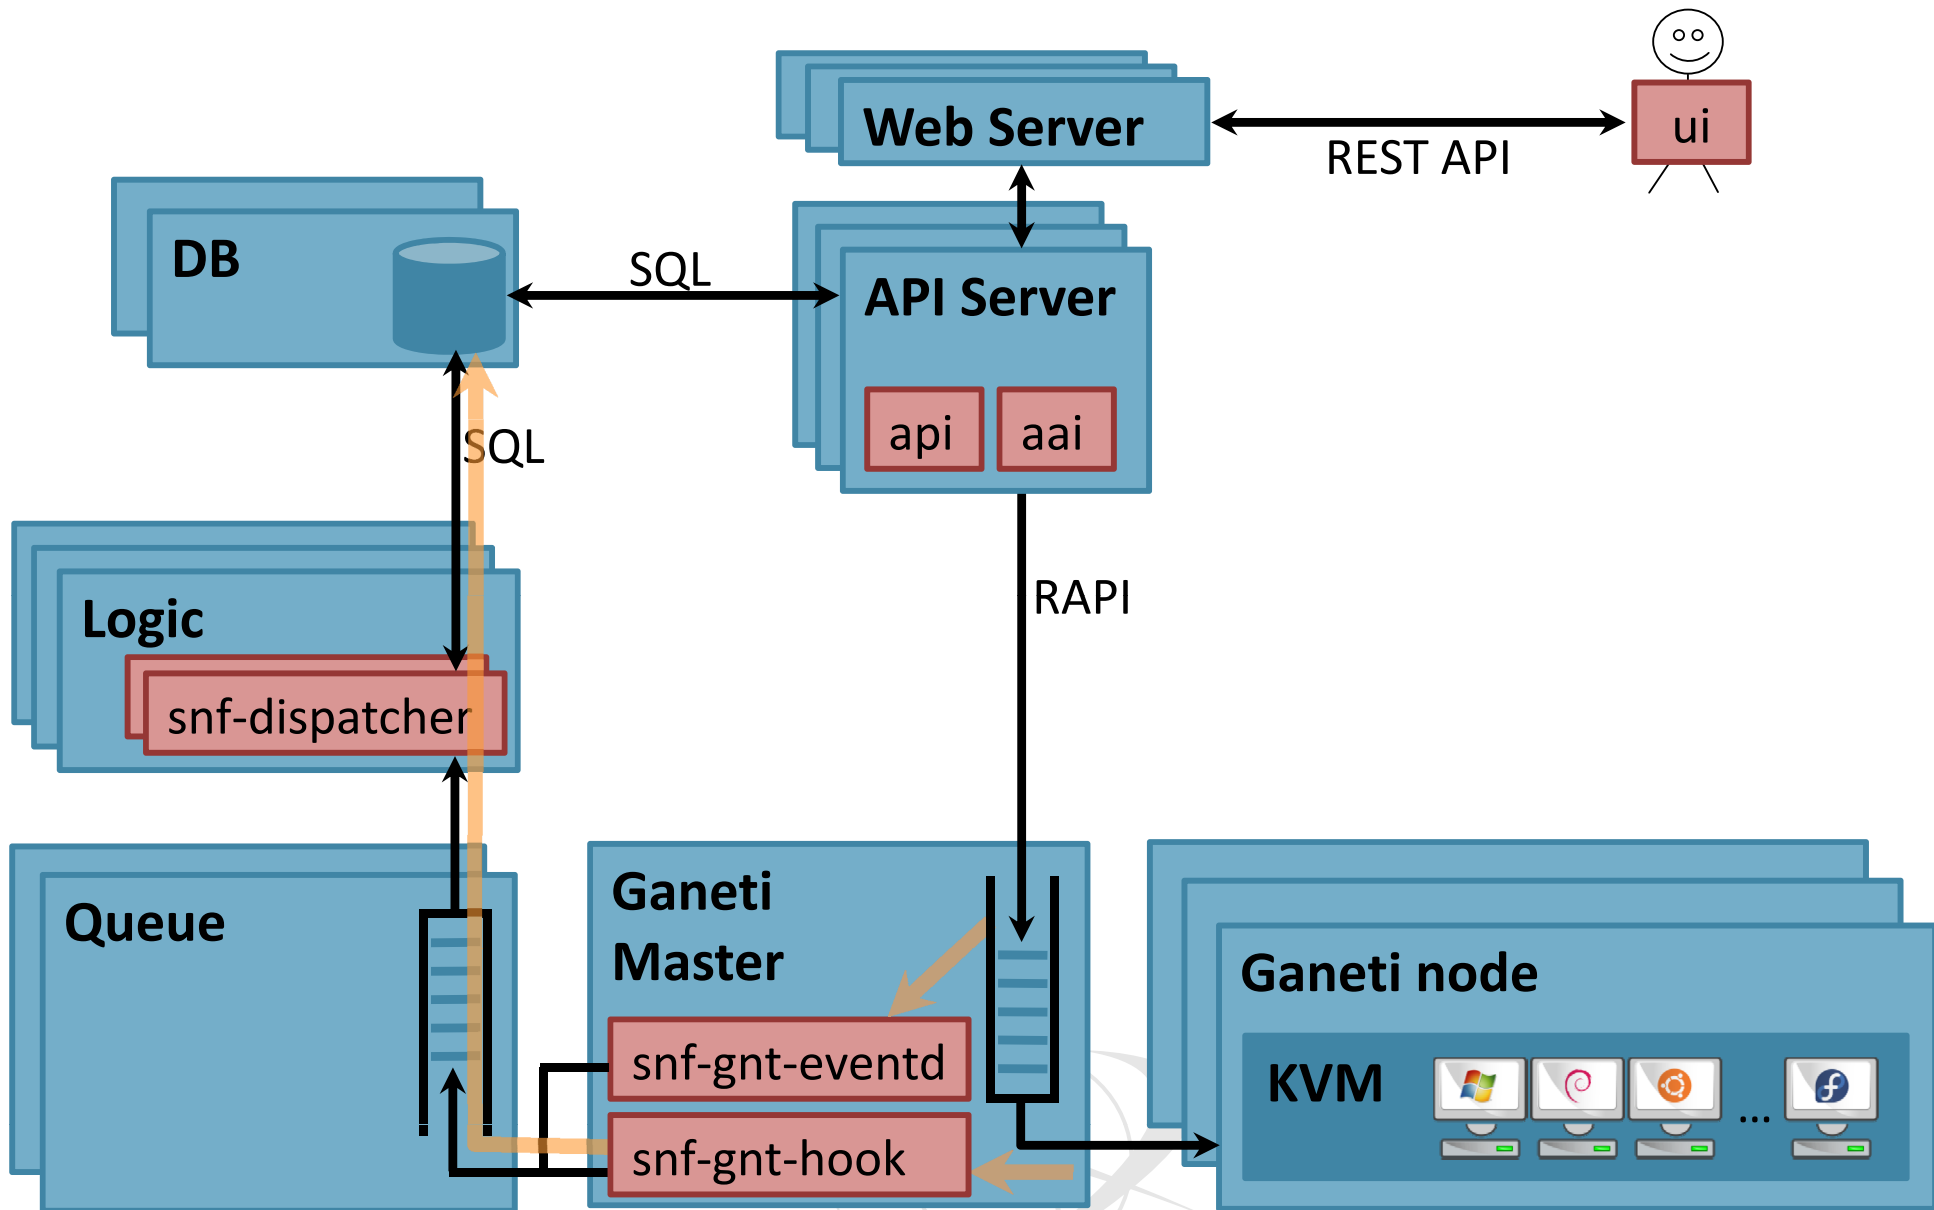 Web Server
ui
REST API
DB
SQL
API Server
api
aai
SQL
RAPI
Logic
snf-dispatcher
Queue
Ganeti
Master
snf-gnt-eventd
snf-gnt-hook
Ganeti node
KVM
...